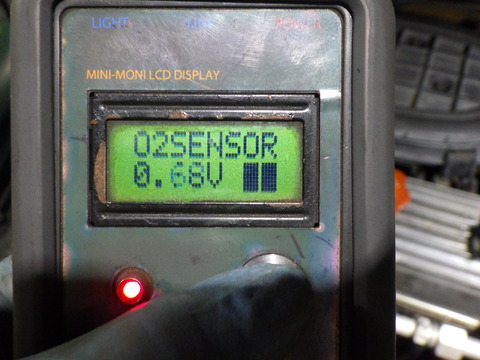 LIGHT POWER
MINI-MONI LCD DISPLAY
O2SENSOR
0.68V